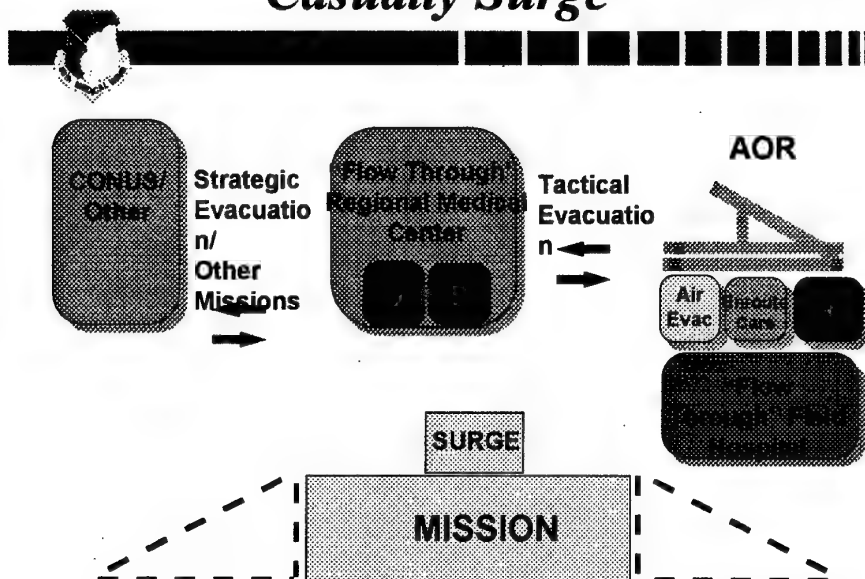 Casualty Surge
CONUS/
Other
Strategic
Evacuatio
n/
Other
Missions
"Flow Through"
Regional Medical
Center
Tactical
Evacuatio
n
AOR
Air
Evac
Enroute
Care
"Flow
Through" Field
Hospital
SURGE
MISSION